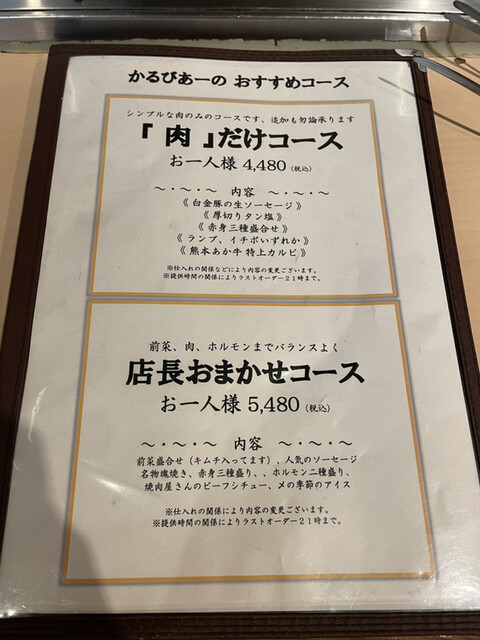 かるびあーの おすすめコース
シンプルな肉のみのコースです、追加も勿論承ります
「 肉 」だけコース
お一人様 4,480 (税込)
～・～・～ 内容 ～・～・～
《 白金豚の生ソーセージ 》
《 厚切りタン塩 》
《 赤身三種盛合せ 》
《 ランプ、イチボいずれか 》
《 熊本あか牛 特上カルビ 》
※仕入れの関係などにより内容の変更ございます。
※提供時間の関係によりラストオーダー２１時まで。
前菜、肉、ホルモンまでバランスよく
店長おまかせコース
お一人様 5,480 (税込)
～・～・～ 内容 ～・～・～
前菜盛合せ（キムチ入ってます）、人気のソーセージ
名物塊焼き、赤身三種盛り、、ホルモン二種盛り、
焼肉屋さんのビーフシチュー、〆の季節のアイス
※仕入れの関係により内容の変更ございます。
※提供時間の関係によりラストオーダー２１時まで。